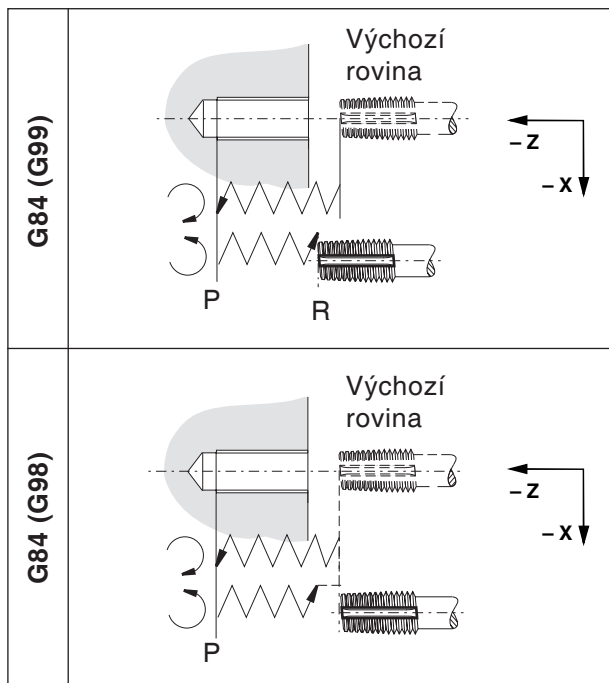 G84 (G99)
Výchozí
rovina
– Z
– X
P
R
G84 (G98)
Výchozí
rovina
– Z
– X
P